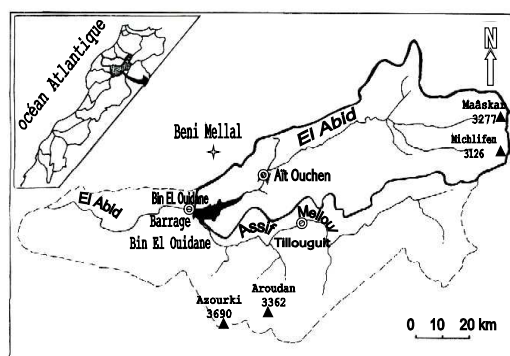 océan Atlantique
N
Maâskar
3277
Michlifen
3126
Beni Mellal
El Abid
Aït Ouchen
El Abid
Bin EL Ouidane
Barrage
Bin El Ouidane
Assif Mellou
Tillouguit
Azourki
3690
Aroudan
3362
0 10 20 km